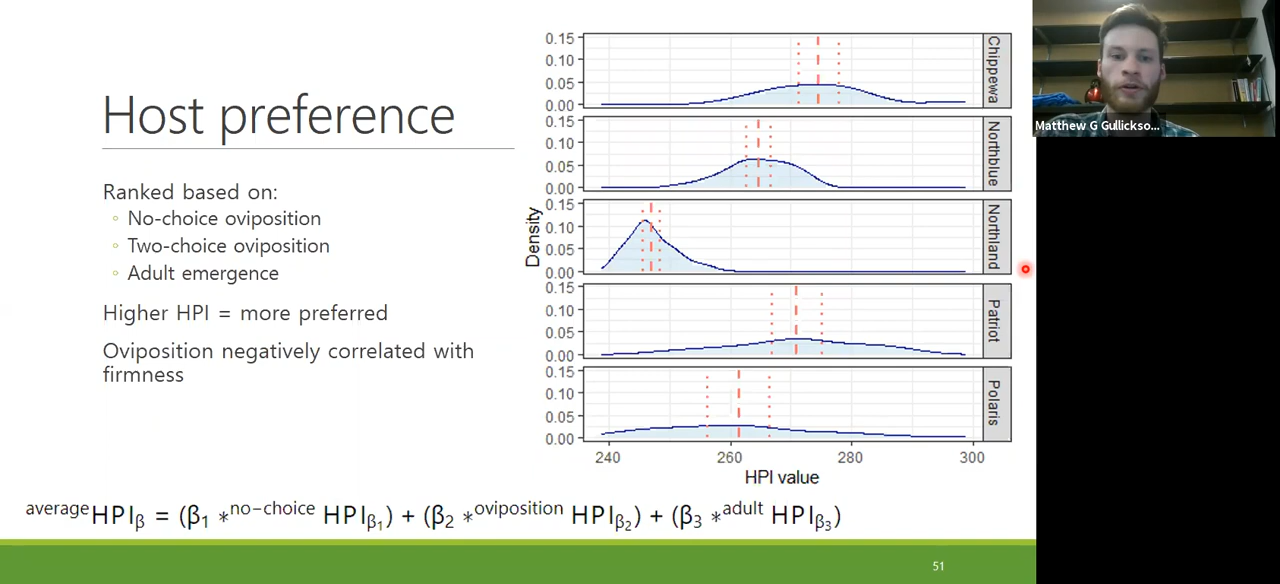 Host preference
Ranked based on:
◦ No-choice oviposition
◦ Two-choice oviposition
◦ Adult emergence
Higher HPI = more preferred
Oviposition negatively correlated with
firmness
Density
0.15
0.10
0.05
0.00
Chippewa
0.15
0.10
0.05
0.00
Northblue
0.15
0.10
0.05
0.00
Northland
0.15
0.10
0.05
0.00
Patriot
0.15
0.10
0.05
0.00
Polaris
240 260 280 300
HPI value
averageHPIβ = (β1 *no−choice HPIβ1) + (β2 *oviposition HPIβ2) + (β3 *adult HPIβ3)
51
Matthew G Gullickso...